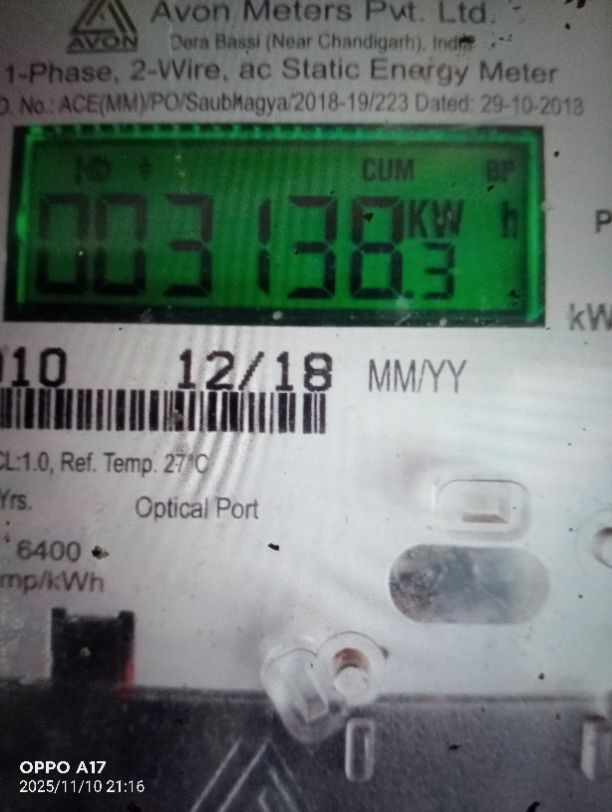 Avon Meters Pvt. Ltd.
AVON
Dera Bassi (Near Chandigarh), India
1-Phase, 2-Wire, ac Static Energy Meter
O. No.: ACE(MM)/PO/Saubhagya/2018-19/223 Dated: 29-10-2018
CUM BP
003138.3 KW h
P
kW
010 12/18 MM/YY
CL:1.0, Ref. Temp. 27°C
Yrs.
Optical Port
6400
mp/kWh
OPPO A17
2025/11/10 21:16